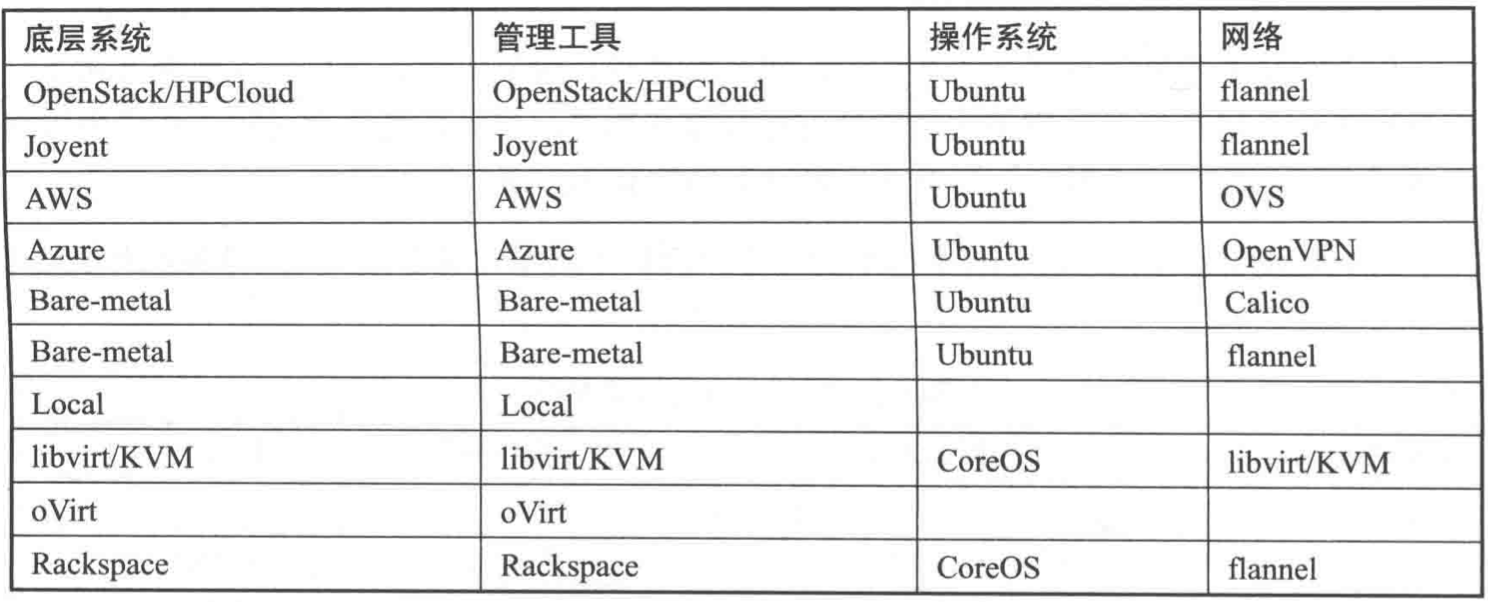 底层系统 管理工具 操作系统 网络
OpenStack/HPCloud OpenStack/HPCloud Ubuntu flannel
Joyent Joyent Ubuntu flannel
AWS AWS Ubuntu OVS
Azure Azure Ubuntu OpenVPN
Bare-metal Bare-metal Ubuntu Calico
Bare-metal Bare-metal Ubuntu flannel
Local Local
libvirt/KVM libvirt/KVM CoreOS libvirt/KVM
oVirt oVirt
Rackspace Rackspace CoreOS flannel